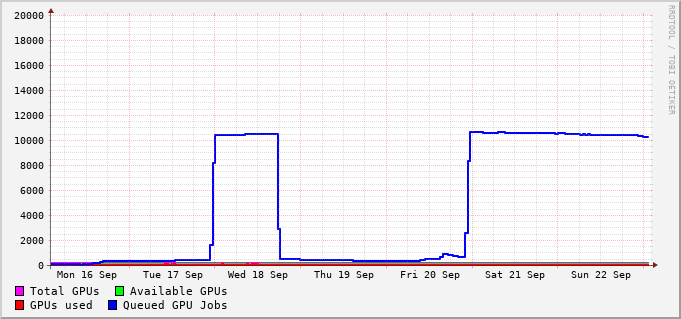 RRDTOOL / TOBI OETIKER
20000
18000
16000
14000
12000
10000
8000
6000
4000
2000
0
Mon 16 Sep Tue 17 Sep Wed 18 Sep Thu 19 Sep Fri 20 Sep Sat 21 Sep Sun 22 Sep
Total GPUs Available GPUs
GPUs used Queued GPU Jobs